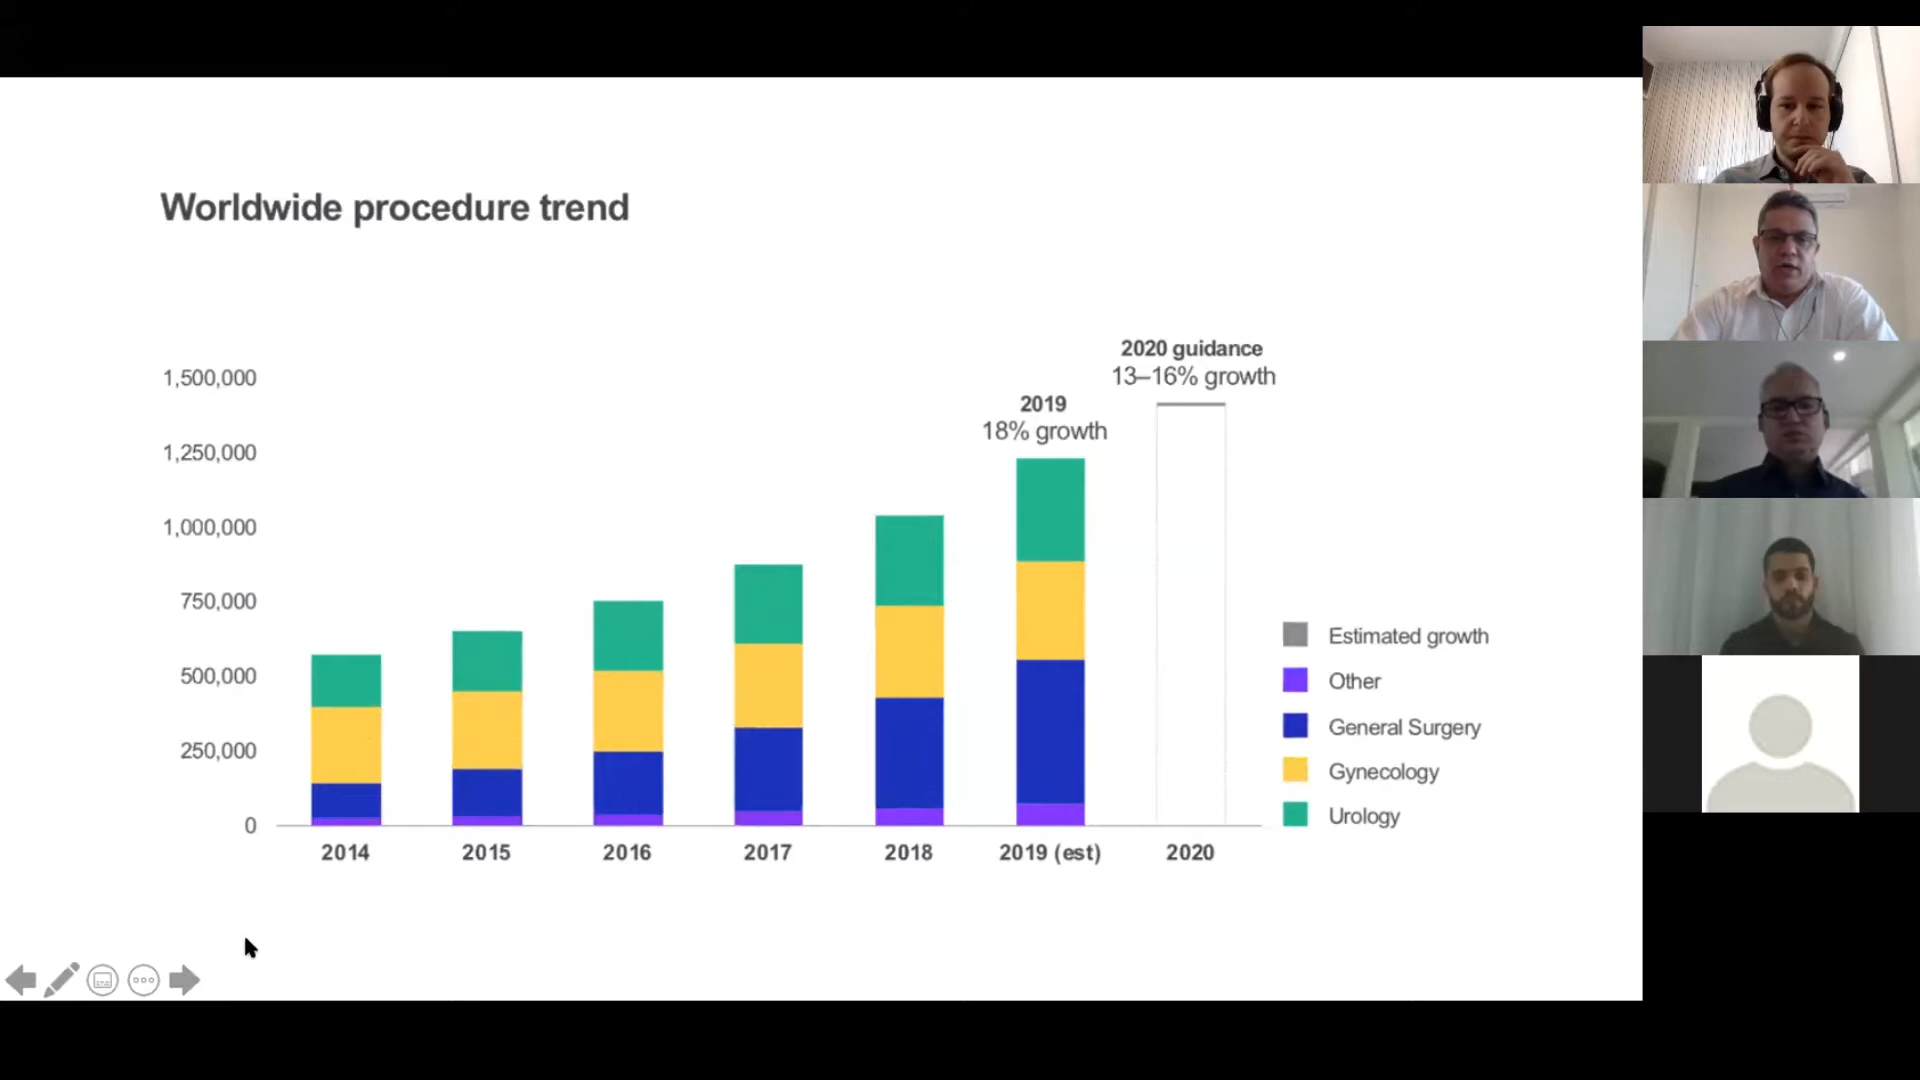 Worldwide procedure trend
2020 guidance
13–16% growth
2019
18% growth
1,500,000
1,250,000
1,000,000
750,000
500,000
250,000
0
2014
2015
2016
2017
2018
2019 (est)
2020
Estimated growth
Other
General Surgery
Gynecology
Urology